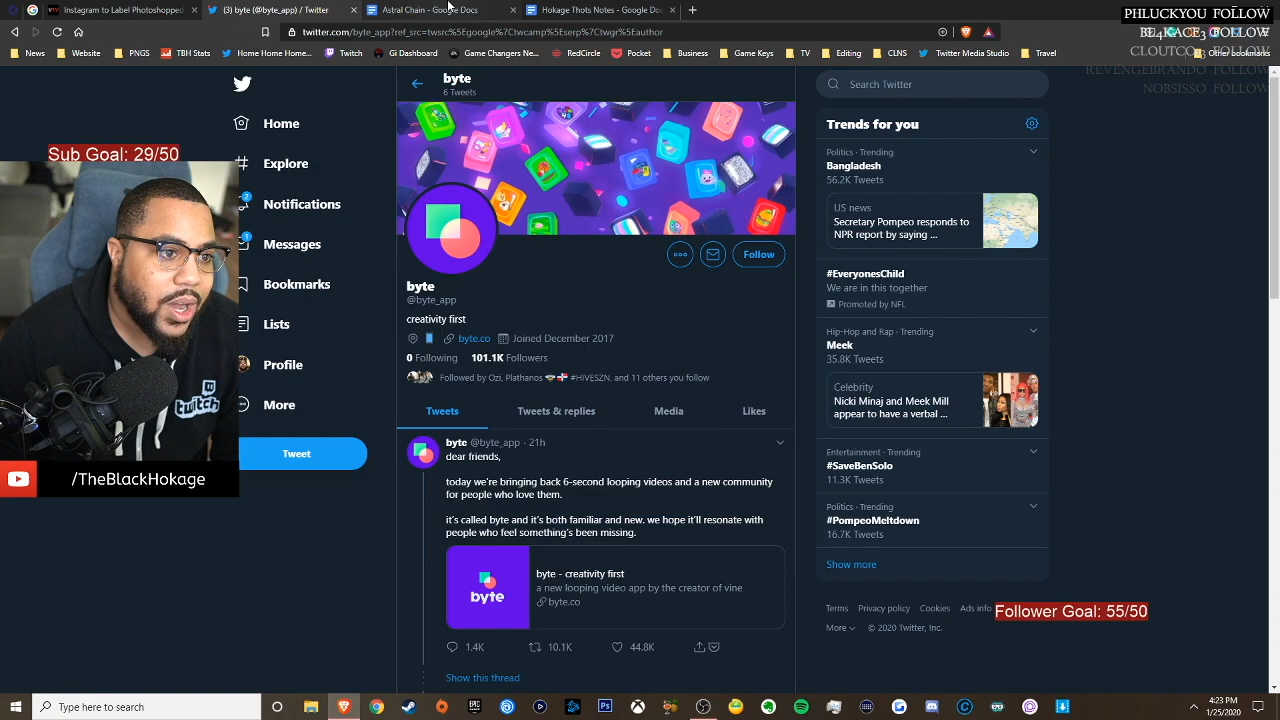 Instagram to Label Photoshopped
(3) byte (@byte_app) / Twitter
Astral Chain - Google Docs
Hokage Thots Notes - Google Doc
PHLUCKYOU FOLLOW
twitter.com/byte_app?ref_src=twsrc%5Egoogle%7Ctwcamp%5Eserp%7Ctwgr%5Eauthor
BE4KACE3 FOLLOW
News
Website
PNGS
TBH Stats
Twitter
Gi Dashboard
Game Changers Ne...
RedCircle
Pocket
Business
YT
Games
CLNS
Twitter
Travel
Other bookmarks
REVENGEBRANDO FOLLOW
NOBSISSO FOLLOW
byte
6 Tweets
Search Twitter
Home
Explore
2
Notifications
1
Messages
Bookmarks
Lists
Profile
More
Tweet
Sub Goal: 29/50
twitch
/TheBlackHokage
Follow
byte
@byte_app
creativity first
byte.co
Joined December 2017
0 Following
101.1K Followers
Followed by Ozi, Plathanos #HIVESZN, and 11 others you follow
Tweets
Tweets & replies
Media
Likes
byte @byte_app · 21h
dear friends,
today we're bringing back 6-second looping videos and a new community
for people who love them.
it's called byte and it's both familiar and new. we hope it'll resonate with
people who feel something's been missing.
byte
byte - creativity first
a new looping video app by the creator of vine
byte.co
1.4K
10.1K
44.8K
Show this thread
Trends for you
Politics · Trending
Bangladesh
56.2K Tweets
US news
Secretary Pompeo responds to
NPR report by saying ...
#EveryonesChild
We are in this together
Promoted by NFL
Hip-Hop and Rap · Trending
Meek
35.8K Tweets
Celebrity
Nicki Minaj and Meek Mill
appear to have a verbal ...
Entertainment · Trending
#SaveBenSolo
11.3K Tweets
Politics · Trending
#PompeoMeltdown
16.7K Tweets
Show more
Terms
Privacy policy
Cookies
Ads info
More
© 2020 Twitter, Inc.
Follower Goal: 55/50
Type here to search
4:23 PM
1/25/2020